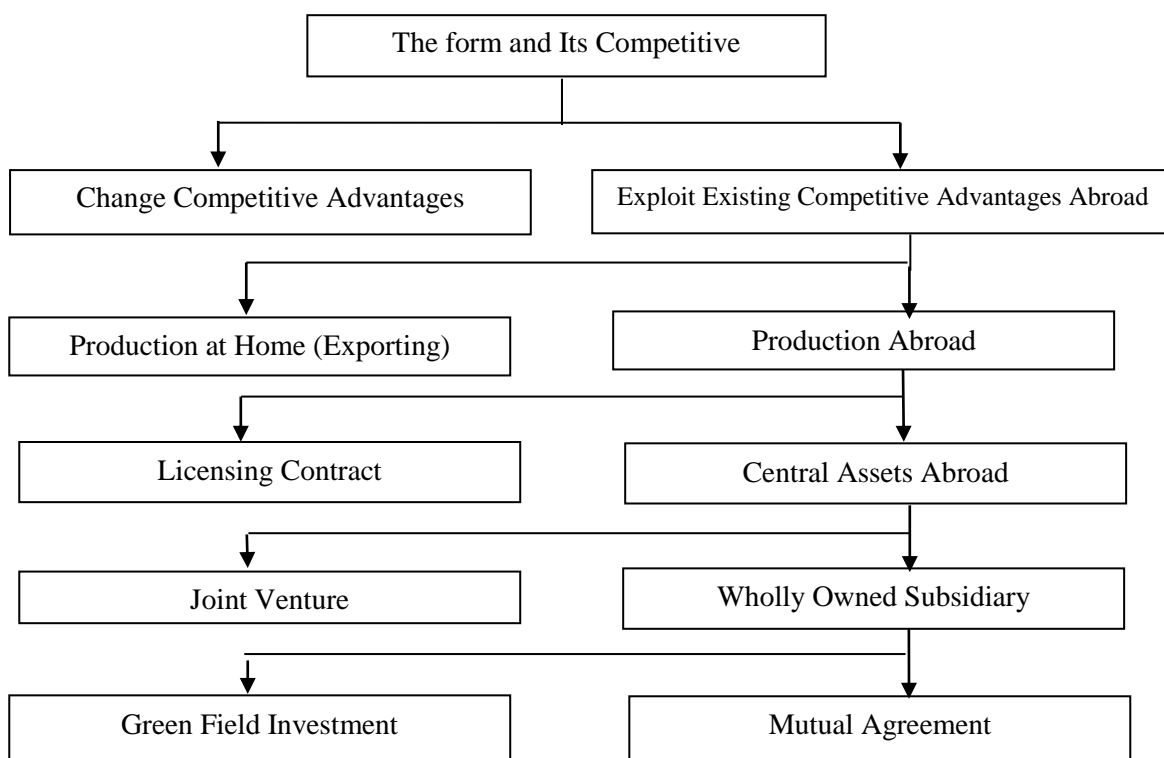 The form and Its Competitive
Change Competitive Advantages
Exploit Existing Competitive Advantages Abroad
Production at Home (Exporting)
Production Abroad
Licensing Contract
Central Assets Abroad
Joint Venture
Wholly Owned Subsidiary
Green Field Investment
Mutual Agreement